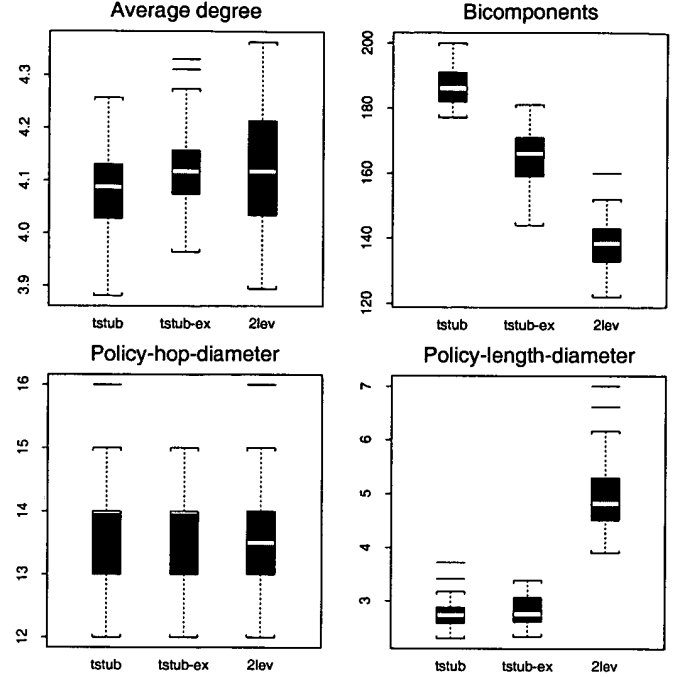 Average degree
4.3
4.2
4.1
4.0
3.9
tstub tstub-ex 2lev
Bicomponents
200
180
160
140
120
tstub tstub-ex 2lev
Policy-hop-diameter
16
15
14
13
12
tstub tstub-ex 2lev
Policy-length-diameter
7
6
5
4
3
tstub tstub-ex 2lev